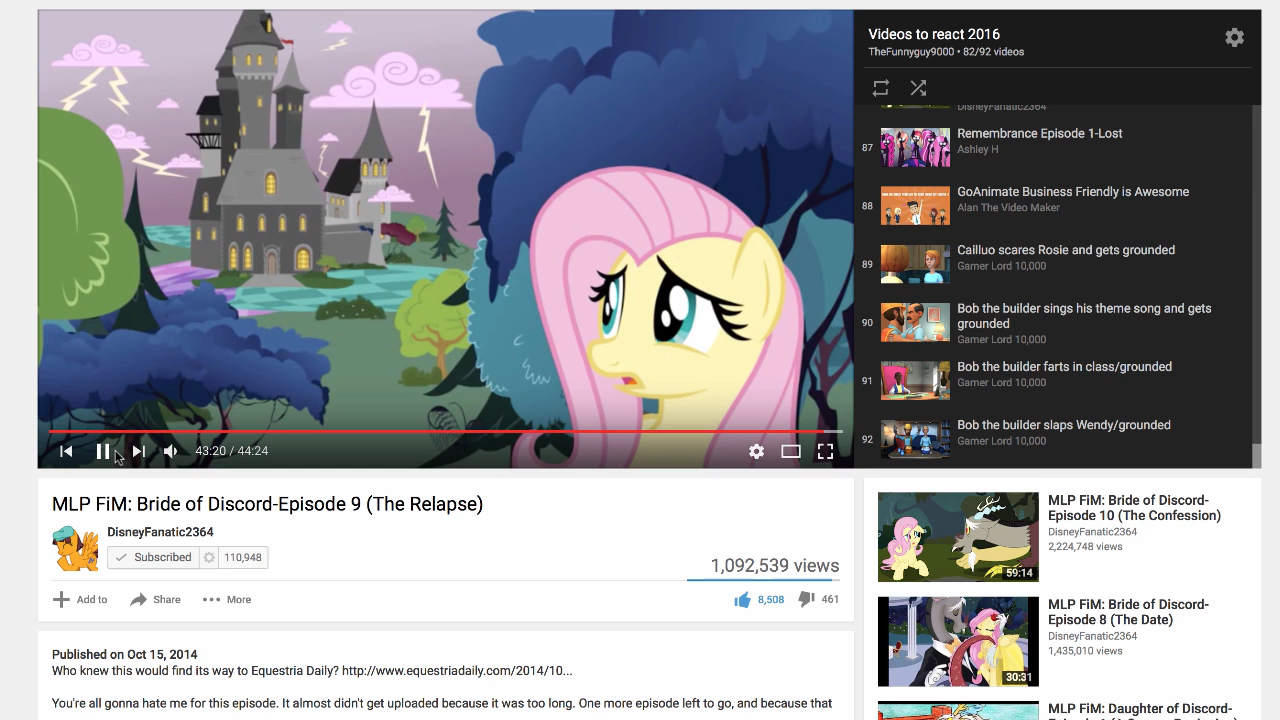 Videos to react 2016
TheFunnyguy9000 • 82/92 videos
DisneyFanatic2364
87
Remembrance Episode 1-Lost
Ashley H
88
GoAnimate Business Friendly is Awesome
Alan The Video Maker
89
Cailluo scares Rosie and gets grounded
Gamer Lord 10,000
90
Bob the builder sings his theme song and gets
grounded
Gamer Lord 10,000
91
Bob the builder farts in class/grounded
Gamer Lord 10,000
92
Bob the builder slaps Wendy/grounded
Gamer Lord 10,000
43:20 / 44:24
MLP FiM: Bride of Discord-Episode 9 (The Relapse)
DisneyFanatic2364
Subscribed 110,948
1,092,539 views
Add to Share More
8,508 461
Published on Oct 15, 2014
Who knew this would find its way to Equestria Daily? http://www.equestriadaily.com/2014/10...
You're all gonna hate me for this episode. It almost didn't get uploaded because it was too long. One more episode left to go, and because that
MLP FiM: Bride of Discord-
Episode 10 (The Confession)
DisneyFanatic2364
2,224,748 views
59:14
MLP FiM: Bride of Discord-
Episode 8 (The Date)
DisneyFanatic2364
1,435,010 views
30:31
MLP FiM: Daughter of Discord-